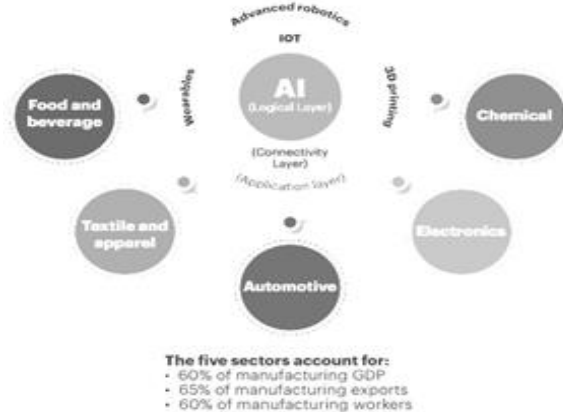 Advanced robotics
IOT
Wearables
AI
(Logical Layer)
3D printing
Food and
beverage
Chemical
(Connectivity
Layer)
(Application layer)
Textile and
apparel
Electronics
Automotive
The five sectors account for:
• 60% of manufacturing GDP
• 65% of manufacturing exports
• 60% of manufacturing workers